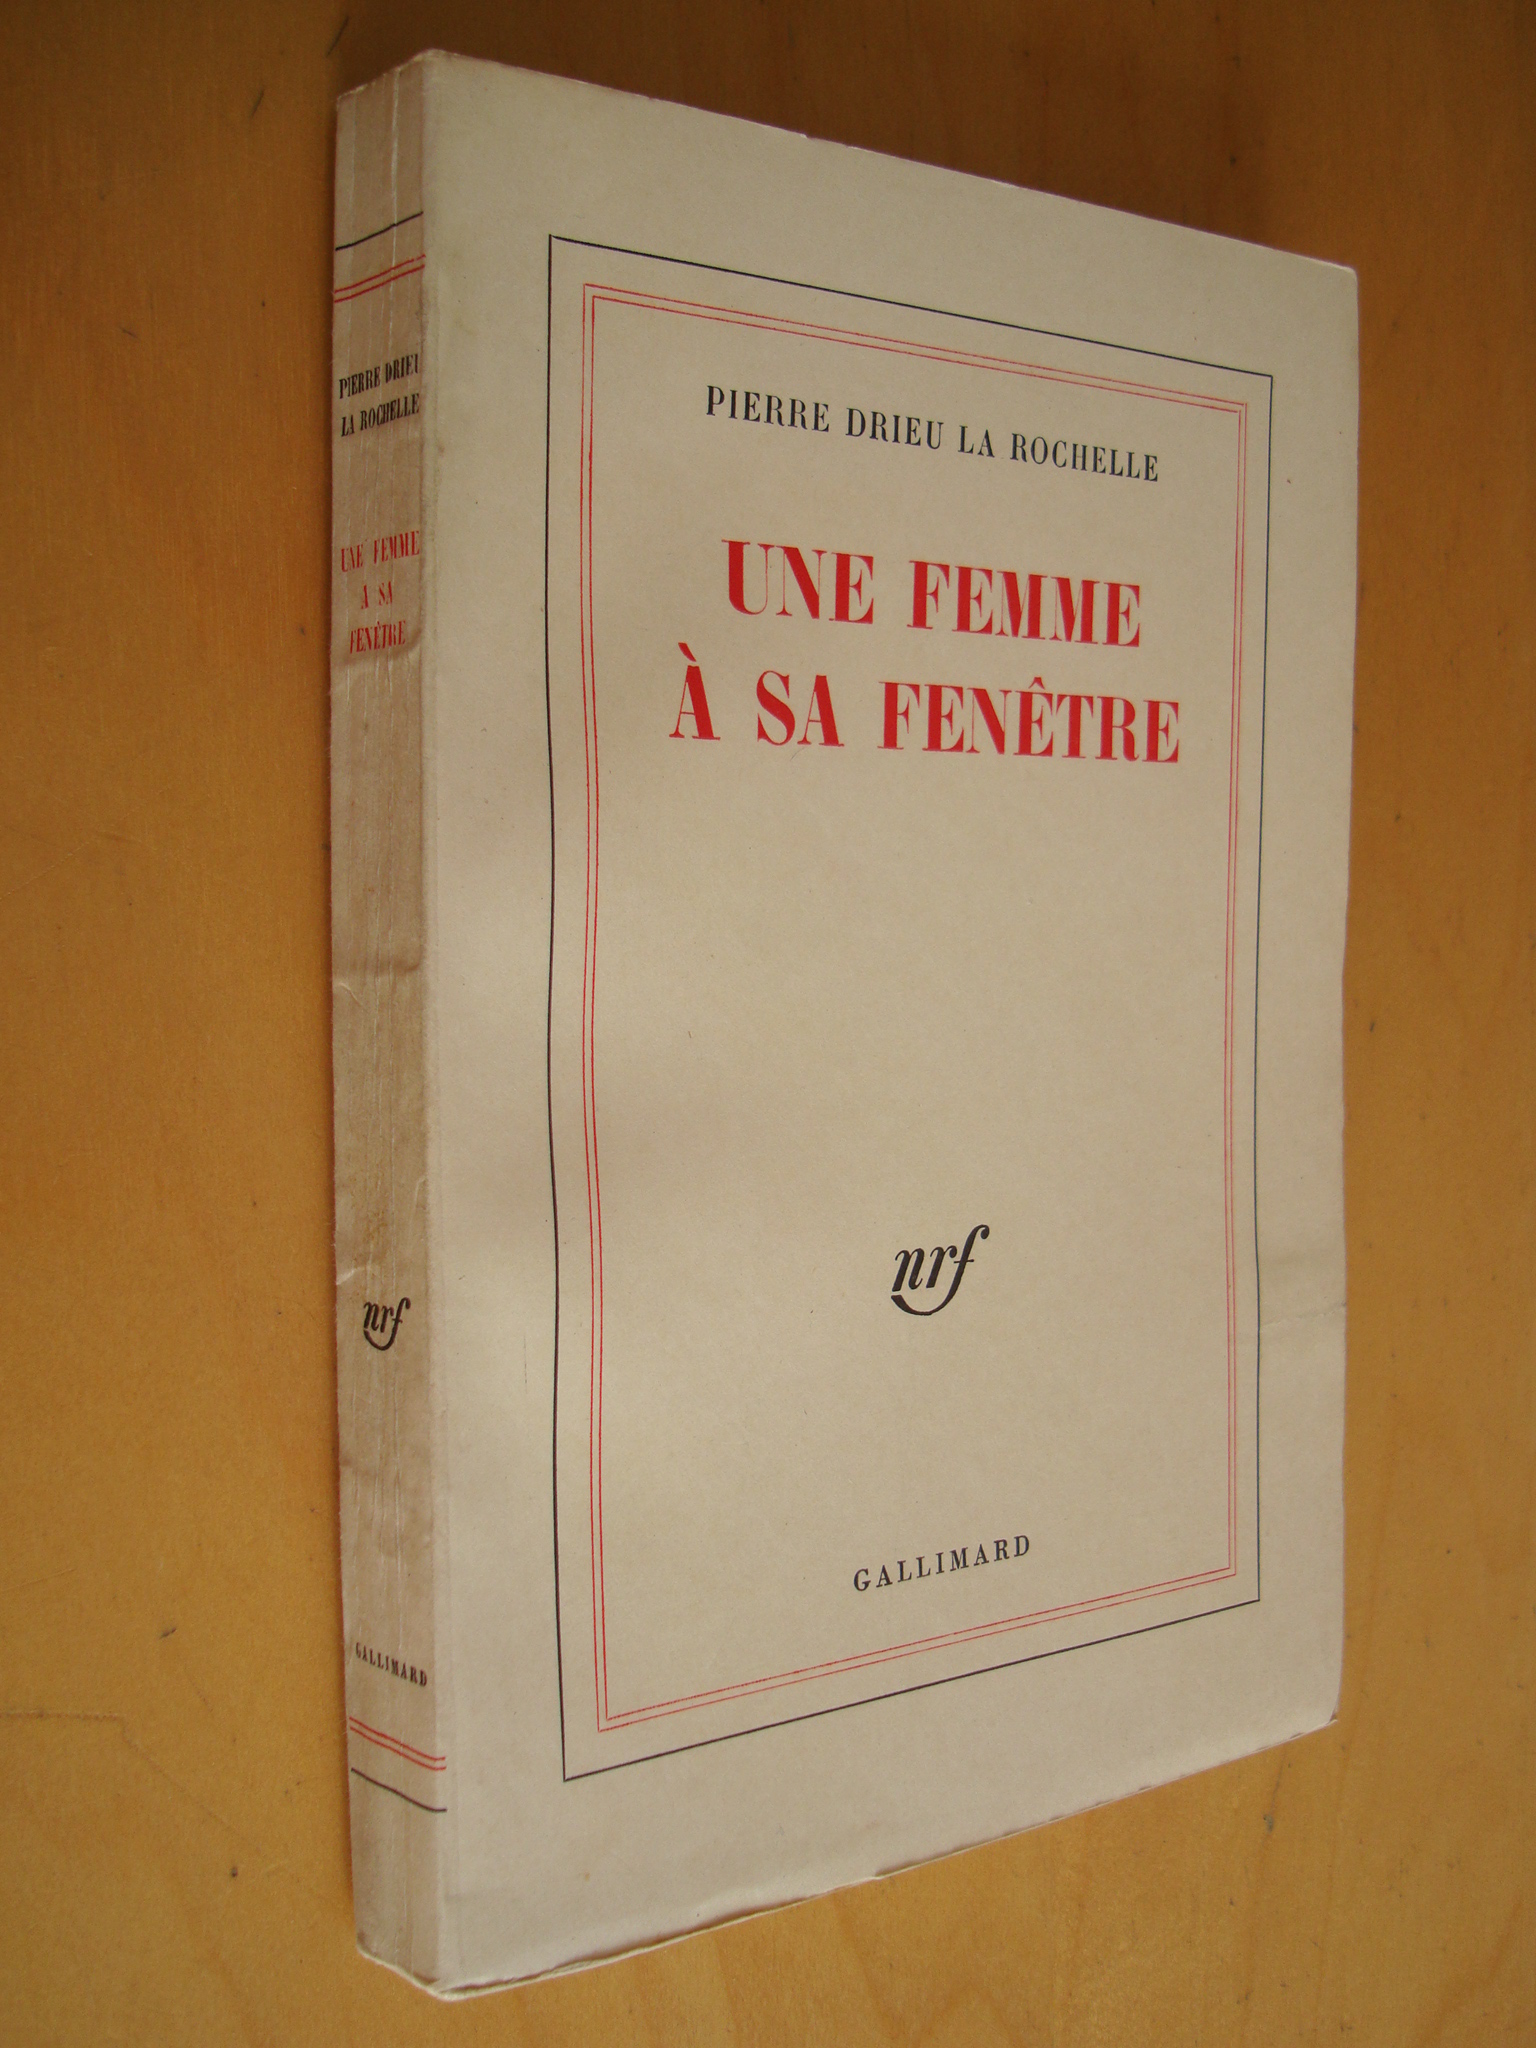 PIERRE DRIEU
LA ROCHELLE
UNE FEMME
A SA
FENÊTRE
nrf
GALLIMARD
PIERRE DRIEU LA ROCHELLE
UNE FEMME
À SA FENÊTRE
nrf
GALLIMARD